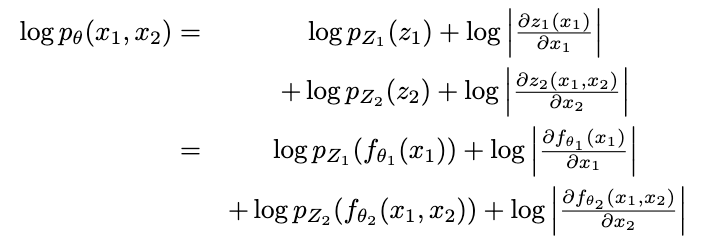 log p_θ(x_1, x_2) = log p_{Z_1}(z_1) + log |∂z_1(x_1)/∂x_1|
+ log p_{Z_2}(z_2) + log |∂z_2(x_1,x_2)/∂x_2|
= log p_{Z_1}(f_{θ_1}(x_1)) + log |∂f_{θ_1}(x_1)/∂x_1|
+ log p_{Z_2}(f_{θ_2}(x_1, x_2)) + log |∂f_{θ_2}(x_1,x_2)/∂x_2|